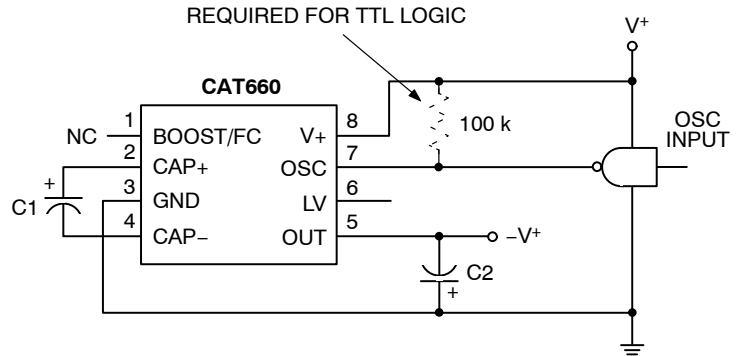 REQUIRED FOR TTL LOGIC
V+
CAT660
OSC
INPUT
100 k
NC
1
BOOST/FC
V+
8
2
CAP+
OSC
7
+
C1
3
GND
LV
6
4
CAP−
OUT
5
−V+
C2
+